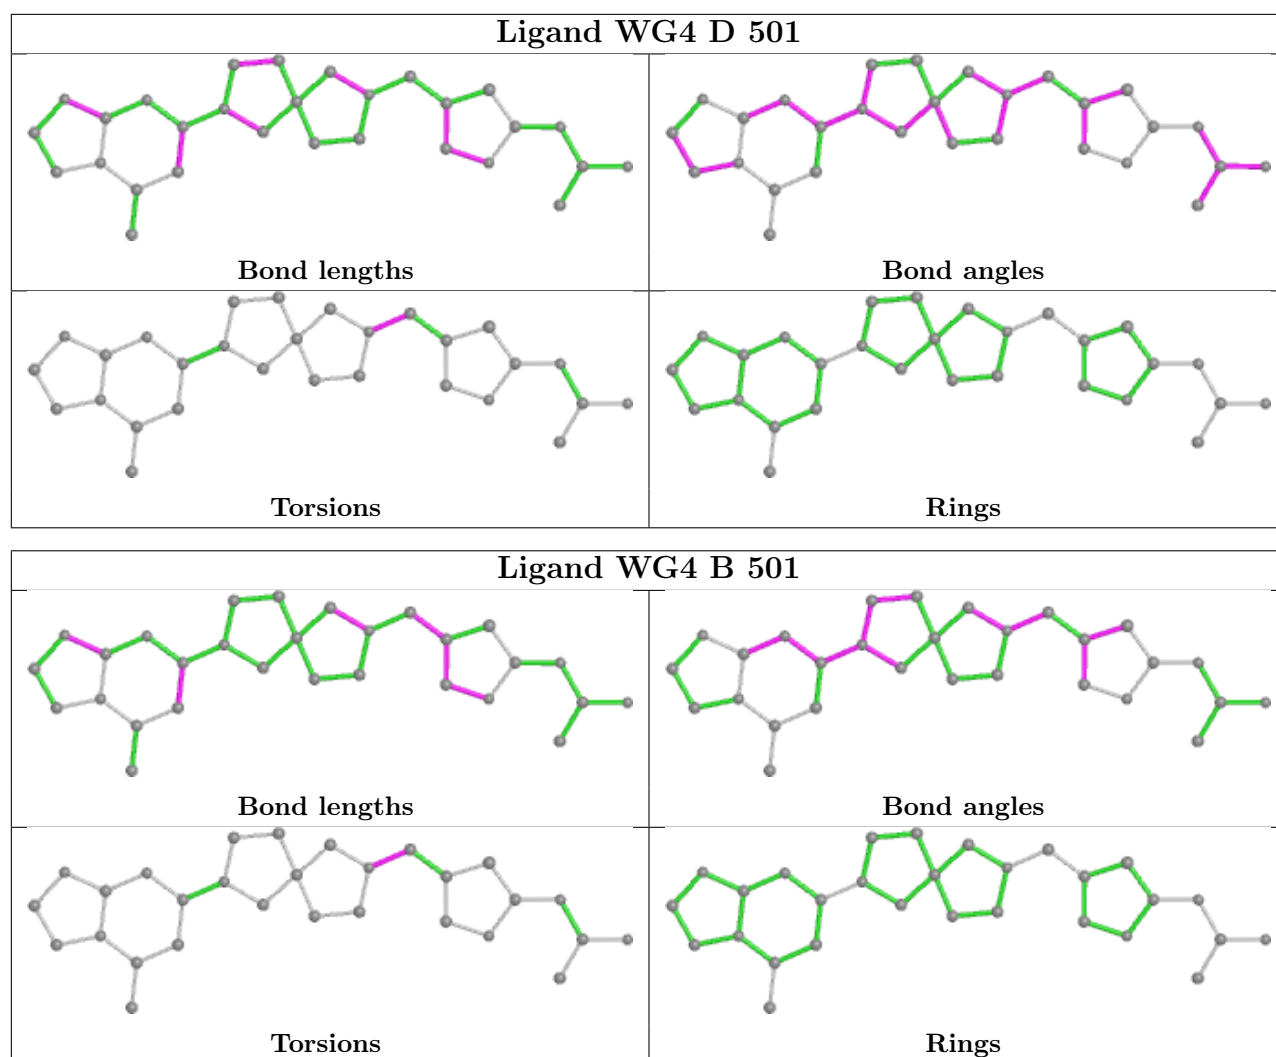 Ligand WG4 D 501
Bond lengths
Bond angles
Torsions
Rings
Ligand WG4 B 501
Bond lengths
Bond angles
Torsions
Rings